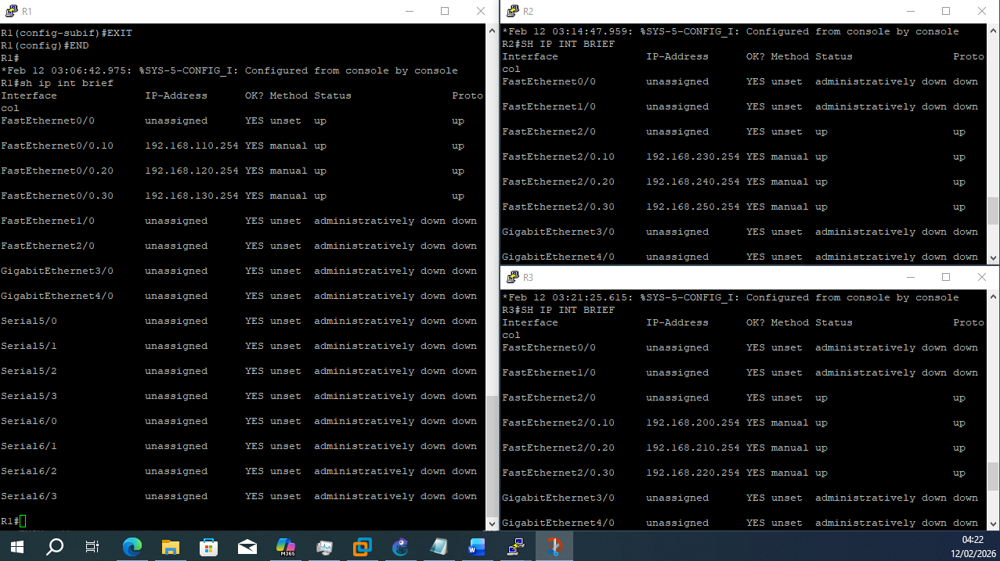 R1
R1(config-subif)#EXIT
R1(config)#END
R1#
*Feb 12 03:06:42.975: %SYS-5-CONFIG_I: Configured from console by console
R1#sh ip int brief
Interface IP-Address OK? Method Status Proto
col
FastEthernet0/0 unassigned YES unset up up
FastEthernet0/0.10 192.168.110.254 YES manual up up
FastEthernet0/0.20 192.168.120.254 YES manual up up
FastEthernet0/0.30 192.168.130.254 YES manual up up
FastEthernet1/0 unassigned YES unset administratively down down
FastEthernet2/0 unassigned YES unset administratively down down
GigabitEthernet3/0 unassigned YES unset administratively down down
GigabitEthernet4/0 unassigned YES unset administratively down down
Serial5/0 unassigned YES unset administratively down down
Serial5/1 unassigned YES unset administratively down down
Serial5/2 unassigned YES unset administratively down down
Serial5/3 unassigned YES unset administratively down down
Serial6/0 unassigned YES unset administratively down down
Serial6/1 unassigned YES unset administratively down down
Serial6/2 unassigned YES unset administratively down down
Serial6/3 unassigned YES unset administratively down down
R1#
R2
*Feb 12 03:14:47.959: %SYS-5-CONFIG_I: Configured from console by console
R2#SH IP INT BRIEF
Interface IP-Address OK? Method Status Proto
col
FastEthernet0/0 unassigned YES unset administratively down down
FastEthernet1/0 unassigned YES unset administratively down down
FastEthernet2/0 unassigned YES unset up up
FastEthernet2/0.10 192.168.230.254 YES manual up up
FastEthernet2/0.20 192.168.240.254 YES manual up up
FastEthernet2/0.30 192.168.250.254 YES manual up up
GigabitEthernet3/0 unassigned YES unset administratively down down
GigabitEthernet4/0 unassigned YES unset administratively down down
R3
*Feb 12 03:21:25.615: %SYS-5-CONFIG_I: Configured from console by console
R3#SH IP INT BRIEF
Interface IP-Address OK? Method Status Proto
col
FastEthernet0/0 unassigned YES unset administratively down down
FastEthernet1/0 unassigned YES unset administratively down down
FastEthernet2/0 unassigned YES unset up up
FastEthernet2/0.10 192.168.200.254 YES manual up up
FastEthernet2/0.20 192.168.210.254 YES manual up up
FastEthernet2/0.30 192.168.220.254 YES manual up up
GigabitEthernet3/0 unassigned YES unset administratively down down
GigabitEthernet4/0 unassigned YES unset administratively down down
M365
W
04:22
12/02/2026